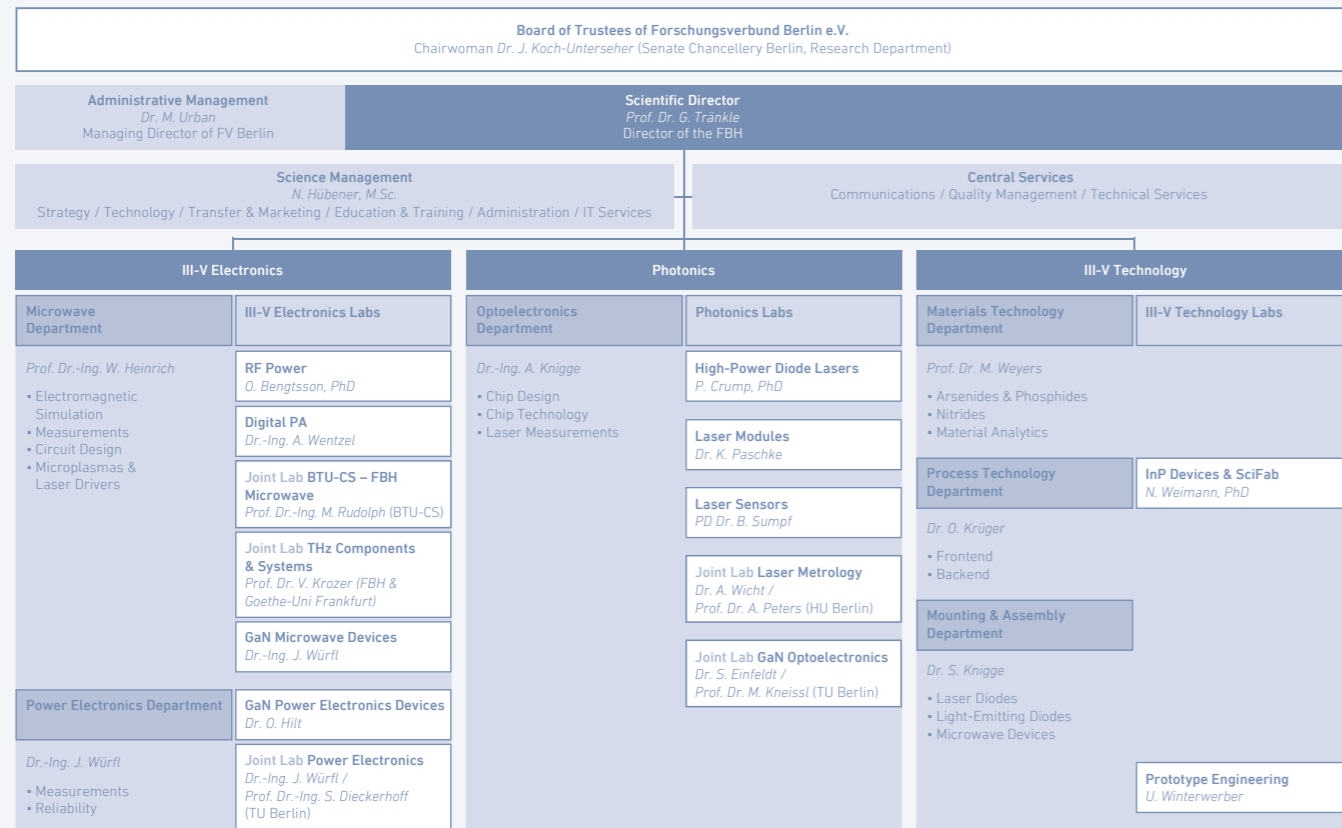 Board of Trustees of Forschungsverbund Berlin e.V.
Chairwoman Dr. J. Koch-Unterseher (Senate Chancellery Berlin, Research Department)
Administrative Management
Dr. M. Urban
Managing Director of FV Berlin
Scientific Director
Prof. Dr. G. Tränkle
Director of the FBH
Science Management
N. Hübener, M.Sc.
Strategy / Technology / Transfer & Marketing / Education & Training / Administration / IT Services
Central Services
Communications / Quality Management / Technical Services
III-V Electronics
Microwave
Department
Prof. Dr.-Ing. W. Heinrich
• Electromagnetic
Simulation
• Measurements
• Circuit Design
• Microplasmas &
Laser Drivers
III-V Electronics Labs
RF Power
O. Bengtsson, PhD
Digital PA
Dr.-Ing. A. Wentzel
Joint Lab BTU-CS – FBH
Microwave
Prof. Dr.-Ing. M. Rudolph (BTU-CS)
Joint Lab THz Components
& Systems
Prof. Dr. V. Krozer (FBH &
Goethe-Uni Frankfurt)
GaN Microwave Devices
Dr.-Ing. J. Würfl
Power Electronics Department
Dr.-Ing. J. Würfl
• Measurements
• Reliability
GaN Power Electronics Devices
Dr. O. Hilt
Joint Lab Power Electronics
Dr.-Ing. J. Würfl /
Prof. Dr.-Ing. S. Dieckerhoff
(TU Berlin)
Photonics
Optoelectronics
Department
Dr.-Ing. A. Knigge
• Chip Design
• Chip Technology
• Laser Measurements
Photonics Labs
High-Power Diode Lasers
P. Crump, PhD
Laser Modules
Dr. K. Paschke
Laser Sensors
PD Dr. B. Sumpf
Joint Lab Laser Metrology
Dr. A. Wicht /
Prof. Dr. A. Peters (HU Berlin)
Joint Lab GaN Optoelectronics
Dr. S. Einfeldt /
Prof. Dr. M. Kneissl (TU Berlin)
III-V Technology
Materials Technology
Department
Prof. Dr. M. Weyers
• Arsenides & Phosphides
• Nitrides
• Material Analytics
III-V Technology Labs
Process Technology
Department
Dr. O. Krüger
• Frontend
• Backend
InP Devices & SciFab
N. Weimann, PhD
Mounting & Assembly
Department
Dr. S. Knigge
• Laser Diodes
• Light-Emitting Diodes
• Microwave Devices
Prototype Engineering
U. Winterwerber